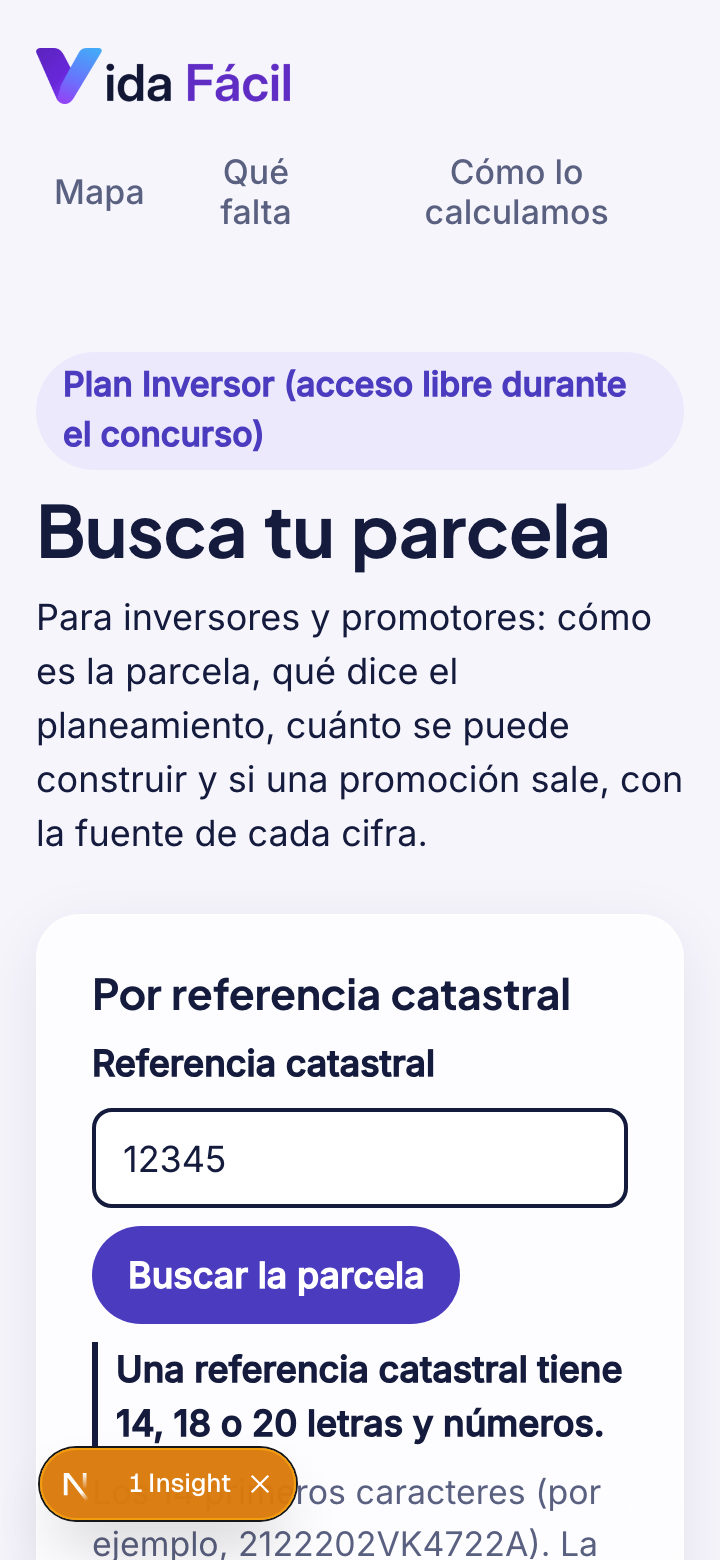 Vida Fácil
Mapa
Qué
falta
Cómo lo
calculamos
Plan Inversor (acceso libre durante
el concurso)
Busca tu parcela
Para inversores y promotores: cómo
es la parcela, qué dice el
planeamiento, cuánto se puede
construir y si una promoción sale, con
la fuente de cada cifra.
Por referencia catastral
Referencia catastral
12345
Buscar la parcela
Una referencia catastral tiene
14, 18 o 20 letras y números.
Los 14 primeros caracteres (por
N 1 Insight
ejemplo, 2122202VK4722A). La